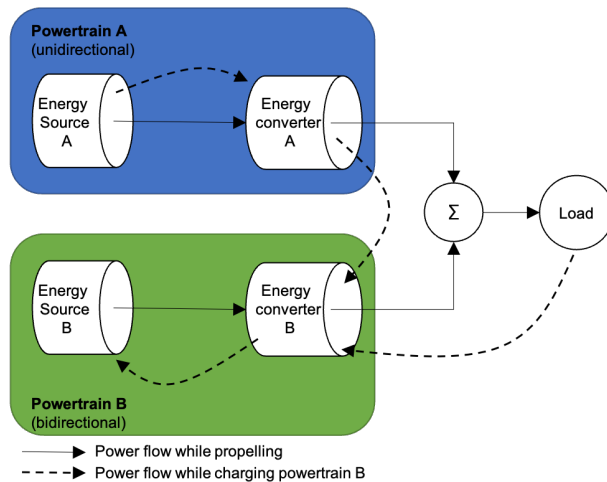 Powertrain A
(unidirectional)
Energy
Source
A
Energy
converter
A
Σ
Load
Energy
Source
B
Energy
converter
B
Powertrain B
(bidirectional)
Power flow while propelling
Power flow while charging powertrain B